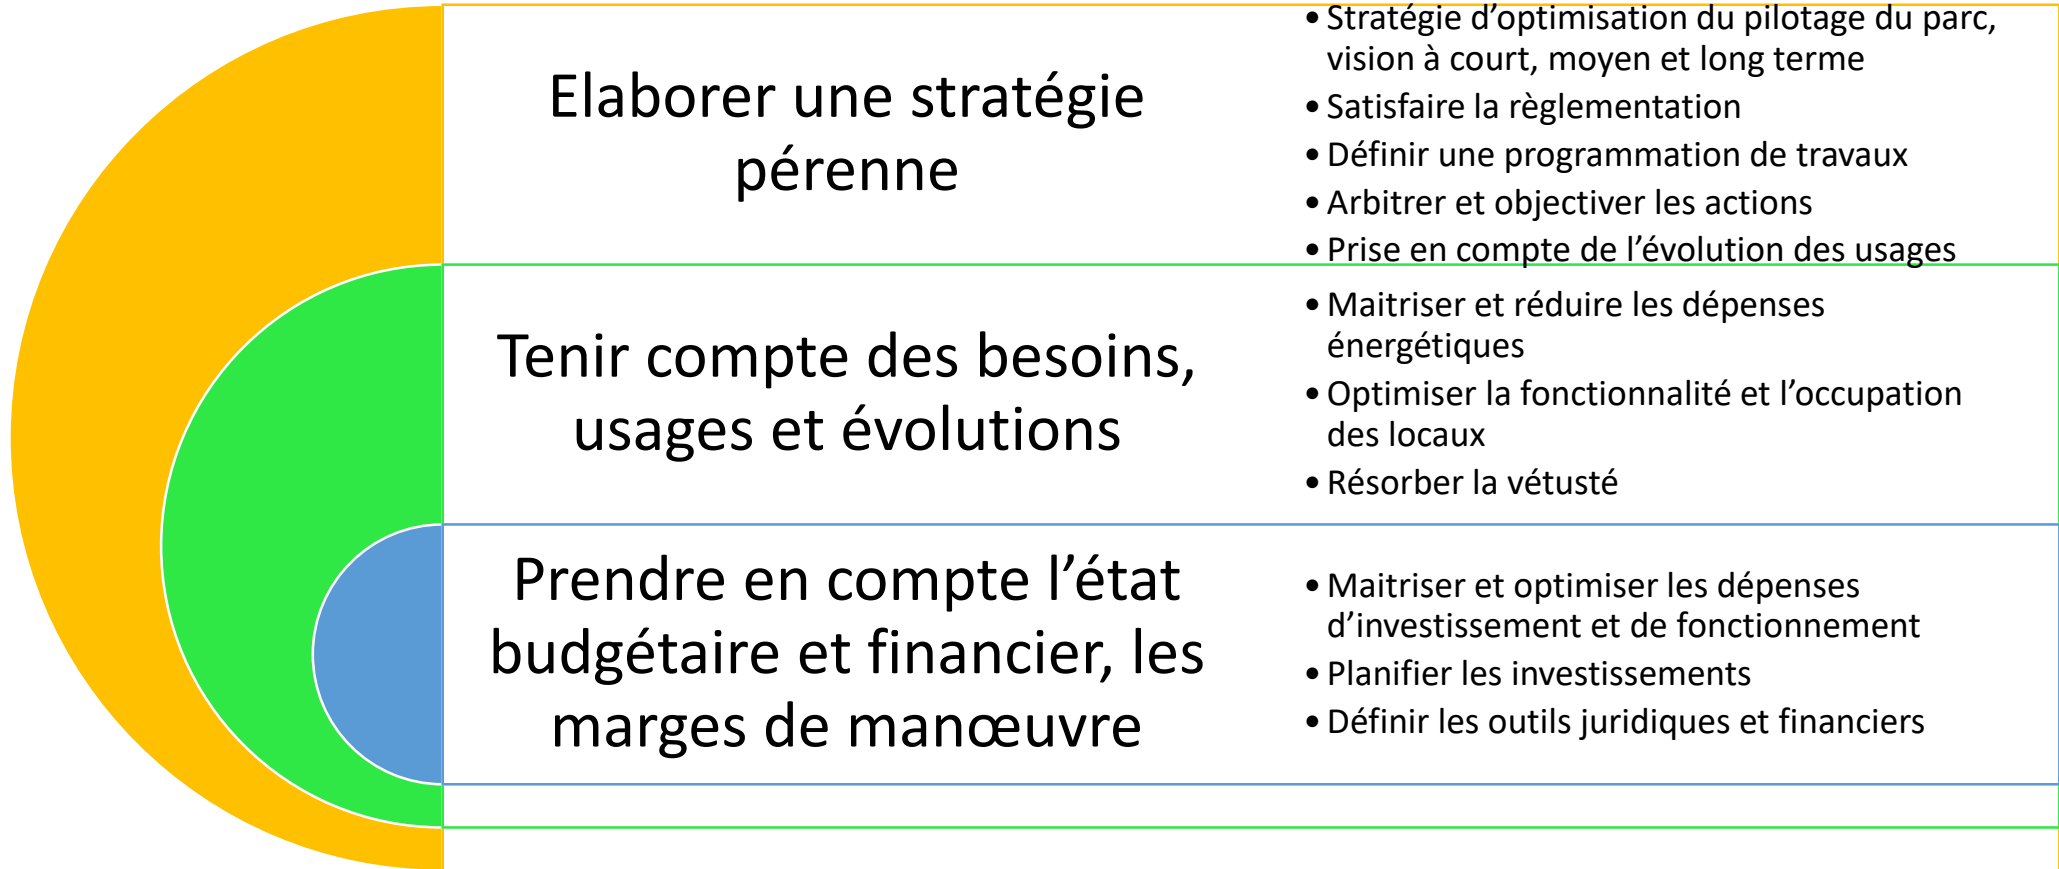 Elaborer une stratégie
pérenne
• Stratégie d’optimisation du pilotage du parc,
vision à court, moyen et long terme
• Satisfaire la règlementation
• Définir une programmation de travaux
• Arbitrer et objectiver les actions
• Prise en compte de l’évolution des usages
Tenir compte des besoins,
usages et évolutions
• Maitriser et réduire les dépenses
énergétiques
• Optimiser la fonctionnalité et l’occupation
des locaux
• Résorber la vétusté
Prendre en compte l’état
budgétaire et financier, les
marges de manœuvre
• Maitriser et optimiser les dépenses
d’investissement et de fonctionnement
• Planifier les investissements
• Définir les outils juridiques et financiers